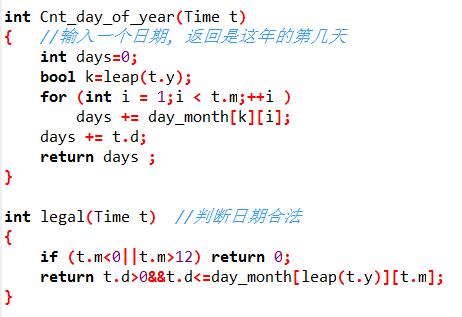 int Cnt_day_of_year(Time t)
{   //输入一个日期, 返回是这年的第几天
    int days=0;
    bool k=leap(t.y);
    for (int i = 1;i < t.m;++i )
        days += day_month[k][i];
    days += t.d;
    return days ;
}
int legal(Time t)  //判断日期合法
{
    if (t.m<0||t.m>12) return 0;
    return t.d>0&&t.d<=day_month[leap(t.y)][t.m];
}